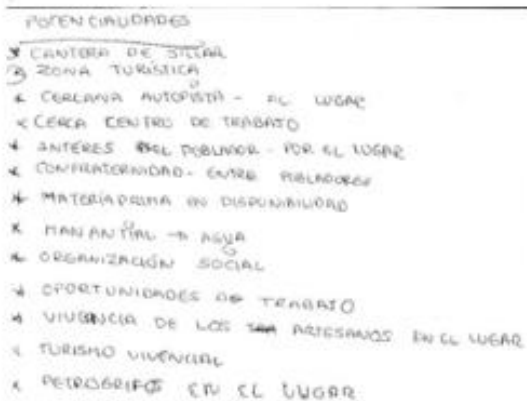 POTENCIALIDADES
* CANTERA DE SILLAR
* ZONA TURÍSTICA
* CERCANA AUTOPISTA - AL LUGAR
* CERCA CENTRO DE TRABAJO
* INTERES DEL POBLADOR - POR EL LUGAR
* CONFRATERNIDAD - ENTRE POBLADORES
* MATERIA PRIMA EN DISPONIBILIDAD
* MANANTIAL → AGUA
* ORGANIZACIÓN SOCIAL
* OPORTUNIDADES DE TRABAJO
* VIVENCIA DE LOS ARTESANOS EN EL LUGAR
* TURISMO VIVENCIAL
* PETROGRIFOS EN EL LUGAR